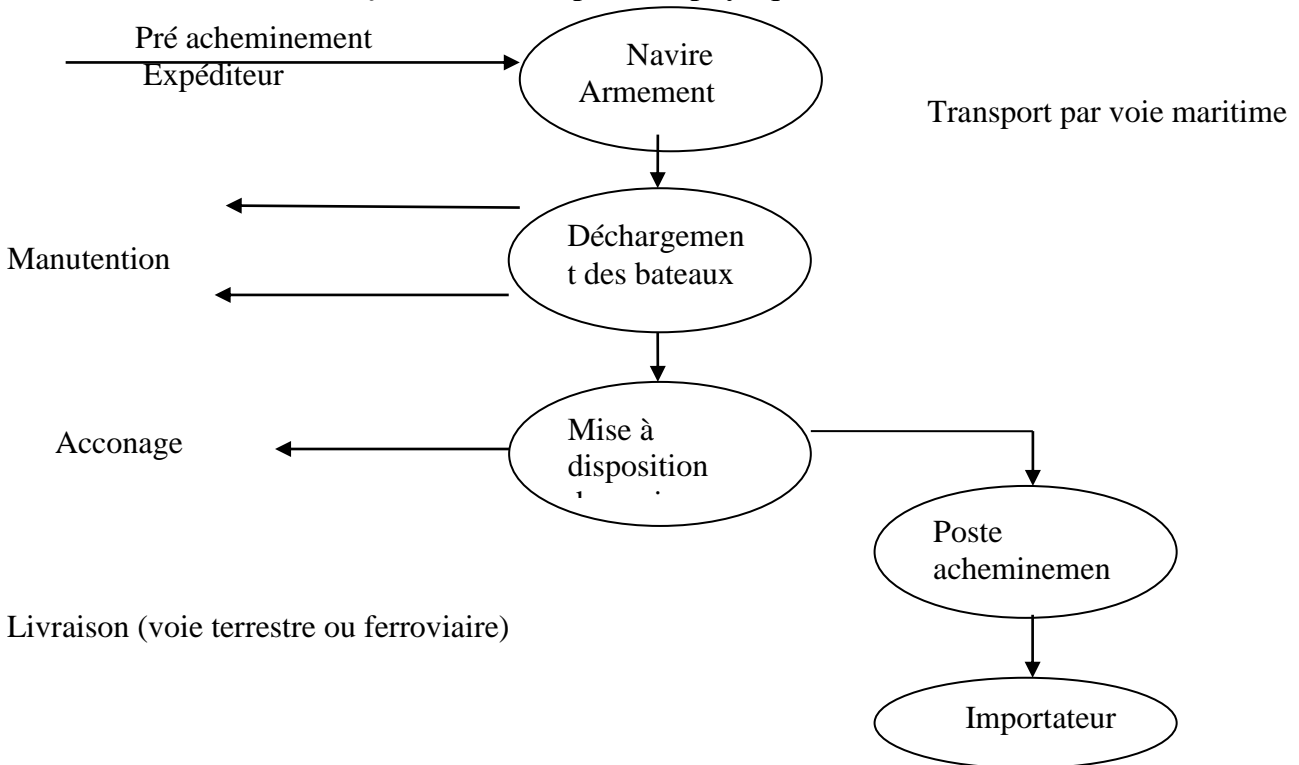 Pré acheminement
Expéditeur
Navire
Armement
Transport par voie maritime
Déchargemen
t des bateaux
Manutention
Mise à
disposition
Acconage
Poste
acheminemen
Livraison (voie terrestre ou ferroviaire)
Importateur